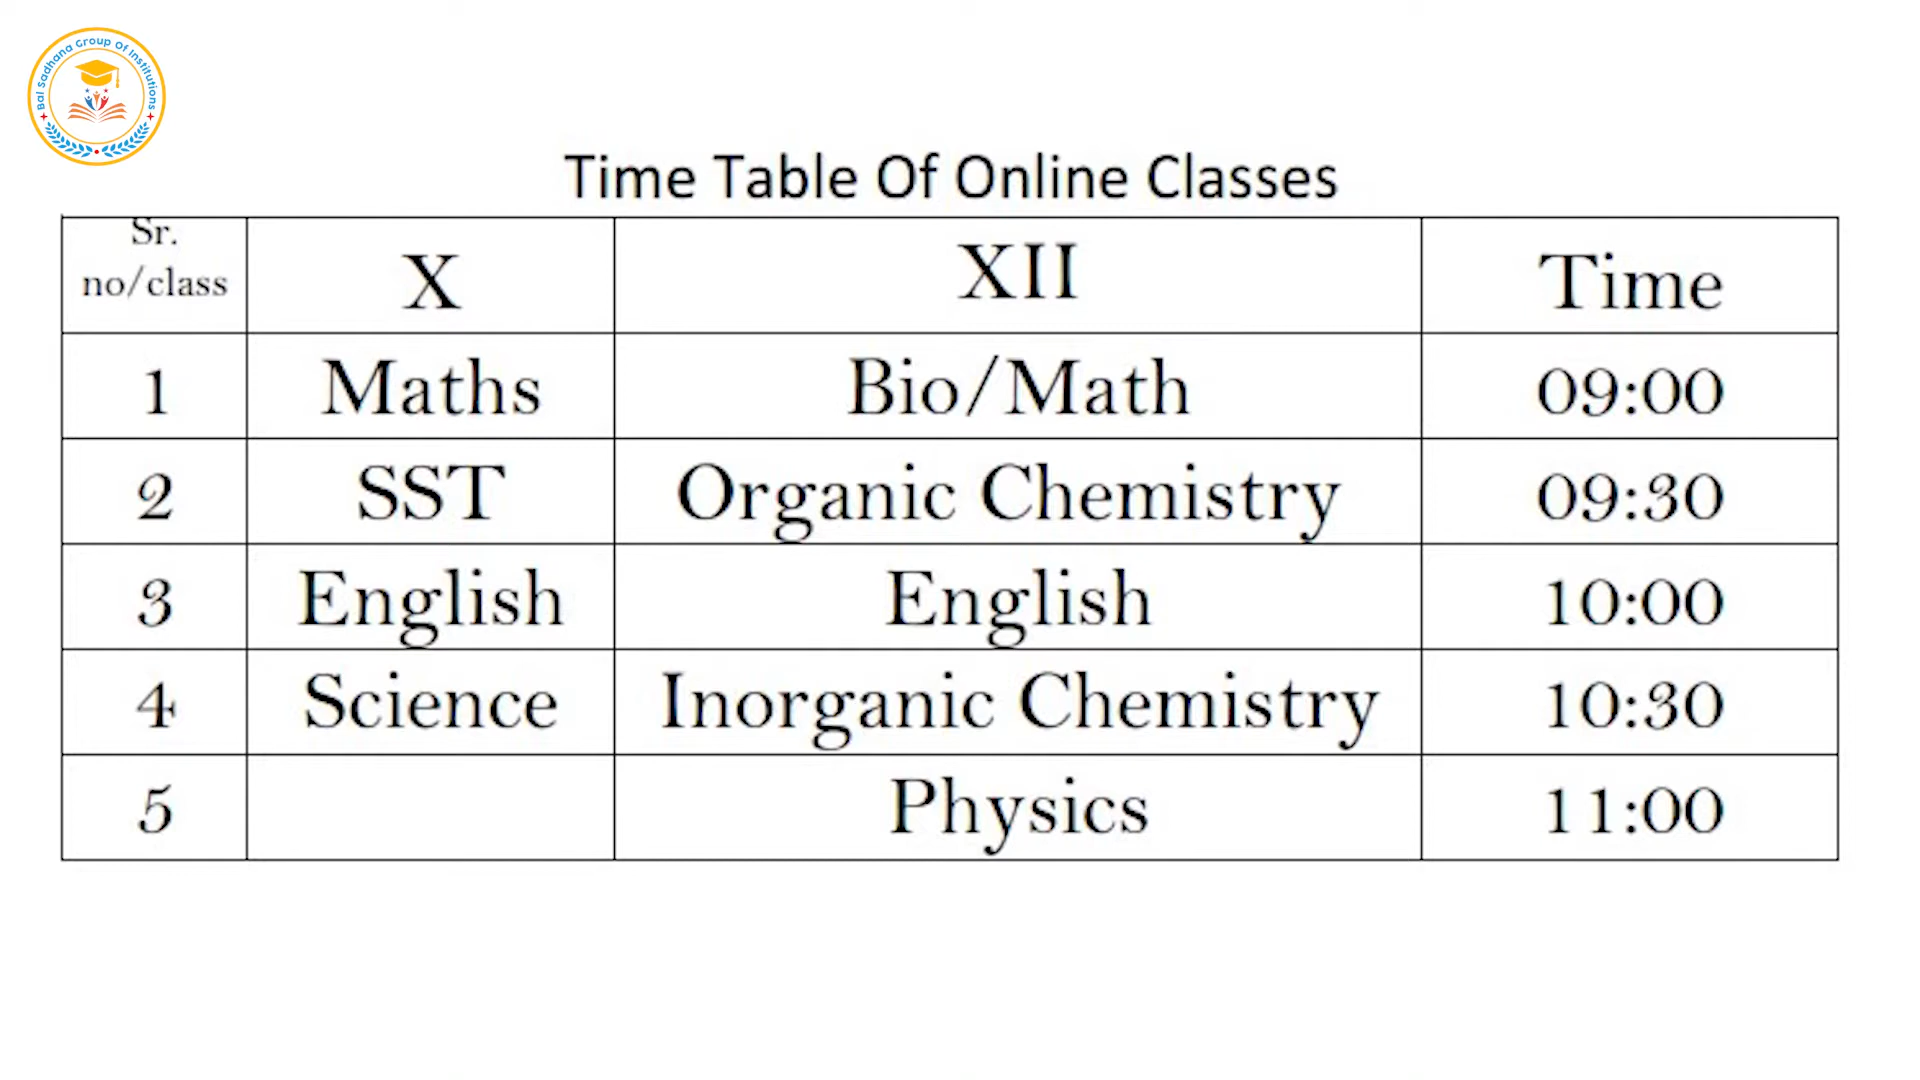 Bal Sadhana Group Of Institutions
Time Table Of Online Classes
Sr. no/class X XII Time
1 Maths Bio/Math 09:00
2 SST Organic Chemistry 09:30
3 English English 10:00
4 Science Inorganic Chemistry 10:30
5 Physics 11:00